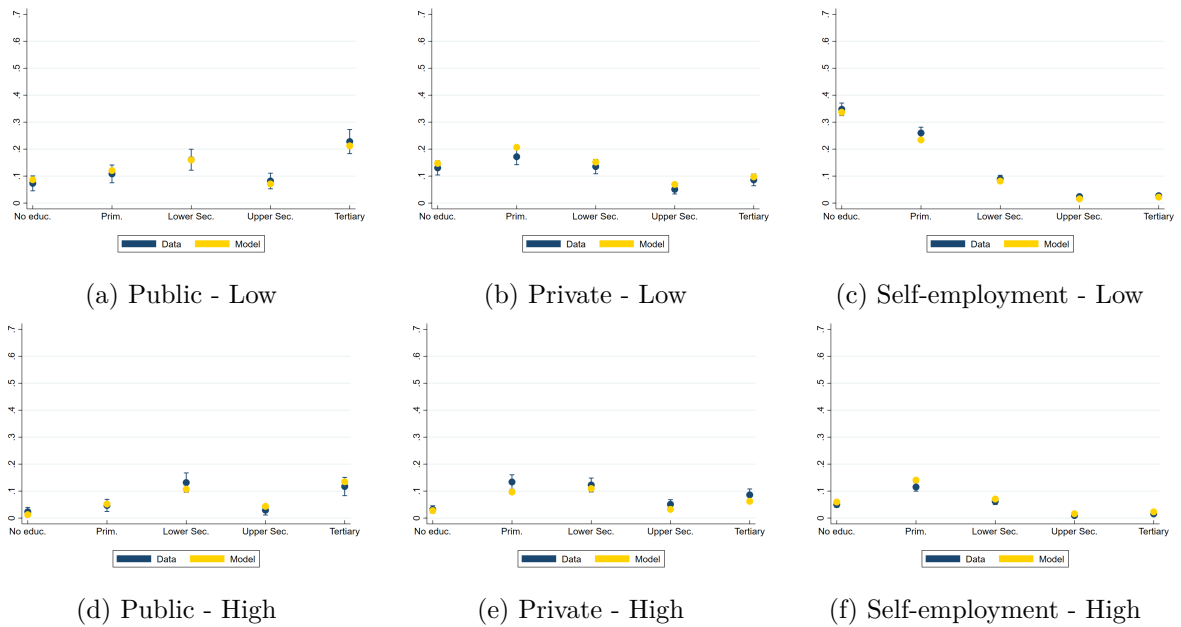 .7
.6
.5
.4
.3
.2
.1
0
No educ. Prim. Lower Sec. Upper Sec. Tertiary
Data Model
(a) Public - Low
.7
.6
.5
.4
.3
.2
.1
0
No educ. Prim. Lower Sec. Upper Sec. Tertiary
Data Model
(b) Private - Low
.7
.6
.5
.4
.3
.2
.1
0
No educ. Prim. Lower Sec. Upper Sec. Tertiary
Data Model
(c) Self-employment - Low
.7
.6
.5
.4
.3
.2
.1
0
No educ. Prim. Lower Sec. Upper Sec. Tertiary
Data Model
(d) Public - High
.7
.6
.5
.4
.3
.2
.1
0
No educ. Prim. Lower Sec. Upper Sec. Tertiary
Data Model
(e) Private - High
.7
.6
.5
.4
.3
.2
.1
0
No educ. Prim. Lower Sec. Upper Sec. Tertiary
Data Model
(f) Self-employment - High